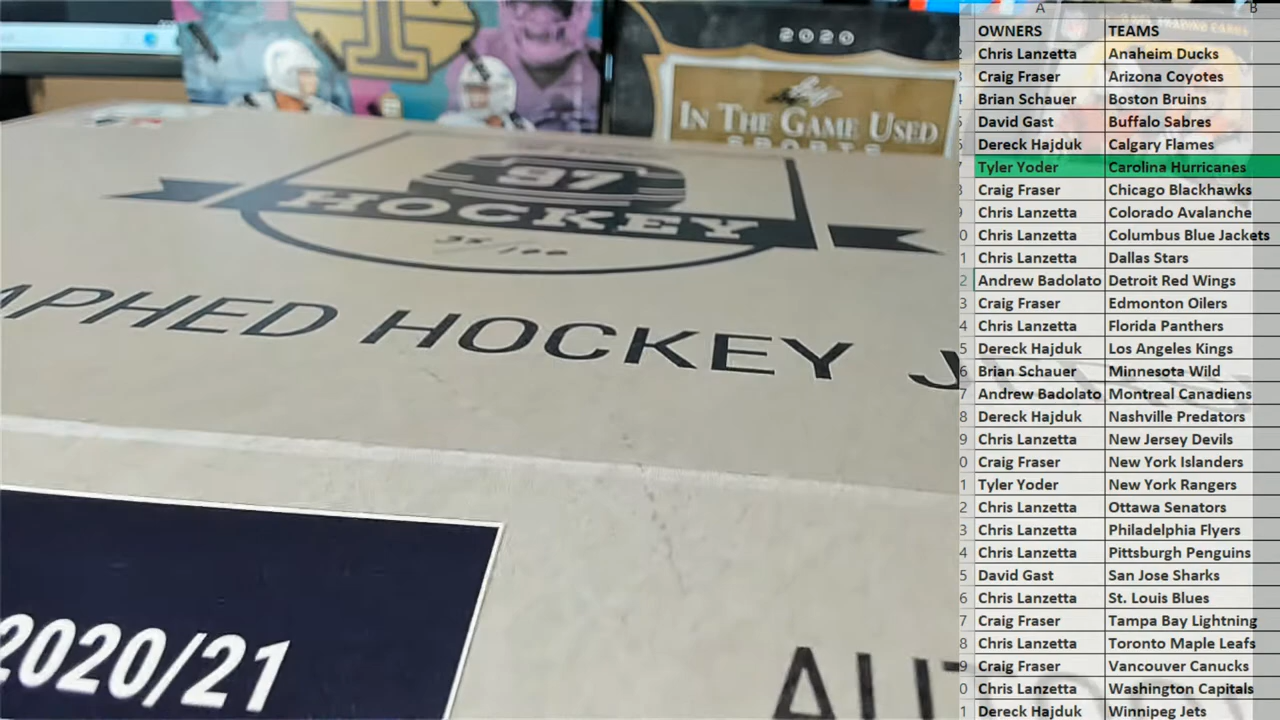 2020
IN THE GAME USED
SPORTS
97
HOCKEY
35/100
APHED HOCKEY J
2020/21
AUTO
A B
OWNERS TEAMS
Chris Lanzetta Anaheim Ducks
Craig Fraser Arizona Coyotes
Brian Schauer Boston Bruins
David Gast Buffalo Sabres
Dereck Hajduk Calgary Flames
Tyler Yoder Carolina Hurricanes
Craig Fraser Chicago Blackhawks
Chris Lanzetta Colorado Avalanche
Chris Lanzetta Columbus Blue Jackets
Chris Lanzetta Dallas Stars
Andrew Badolato Detroit Red Wings
Craig Fraser Edmonton Oilers
Chris Lanzetta Florida Panthers
Dereck Hajduk Los Angeles Kings
Brian Schauer Minnesota Wild
Andrew Badolato Montreal Canadiens
Dereck Hajduk Nashville Predators
Chris Lanzetta New Jersey Devils
Craig Fraser New York Islanders
Tyler Yoder New York Rangers
Chris Lanzetta Ottawa Senators
Chris Lanzetta Philadelphia Flyers
Chris Lanzetta Pittsburgh Penguins
David Gast San Jose Sharks
Chris Lanzetta St. Louis Blues
Craig Fraser Tampa Bay Lightning
Chris Lanzetta Toronto Maple Leafs
Craig Fraser Vancouver Canucks
Chris Lanzetta Washington Capitals
Dereck Hajduk Winnipeg Jets